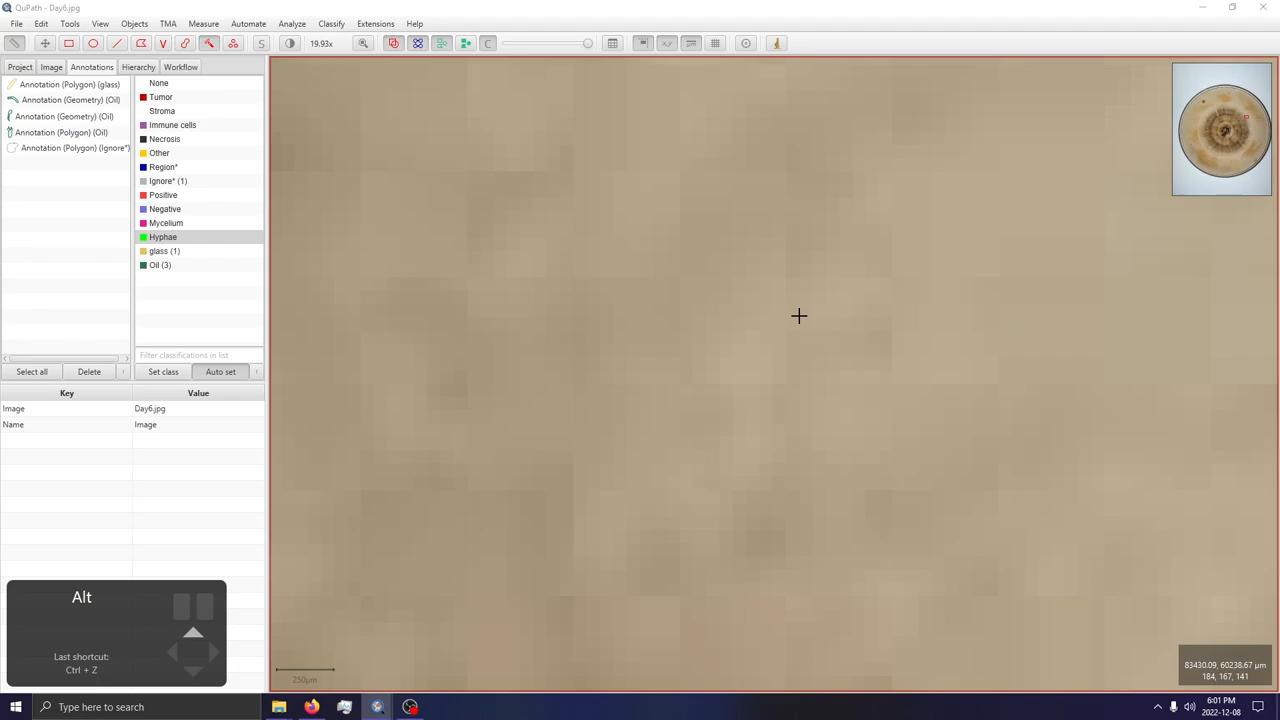 QuPath - Day6.jpg
File Edit Tools View Objects TMA Measure Automate Analyze Classify Extensions Help
S 19.93x C
Project Image Annotations Hierarchy Workflow
Annotation (Polygon) (glass)
Annotation (Geometry) (Oil)
Annotation (Geometry) (Oil)
Annotation (Polygon) (Oil)
Annotation (Polygon) (Ignore*)
None
Tumor
Stroma
Immune cells
Necrosis
Other
Region*
Ignore* (1)
Positive
Negative
Mycelium
Hyphae
glass (1)
Oil (3)
Filter classifications in list
Select all Delete Set class Auto set
Key Value
Image Day6.jpg
Name Image
Alt
Last shortcut:
Ctrl + Z
250µm
83430.09, 60238.67 µm
184, 167, 141
Type here to search
6:01 PM
2022-12-08